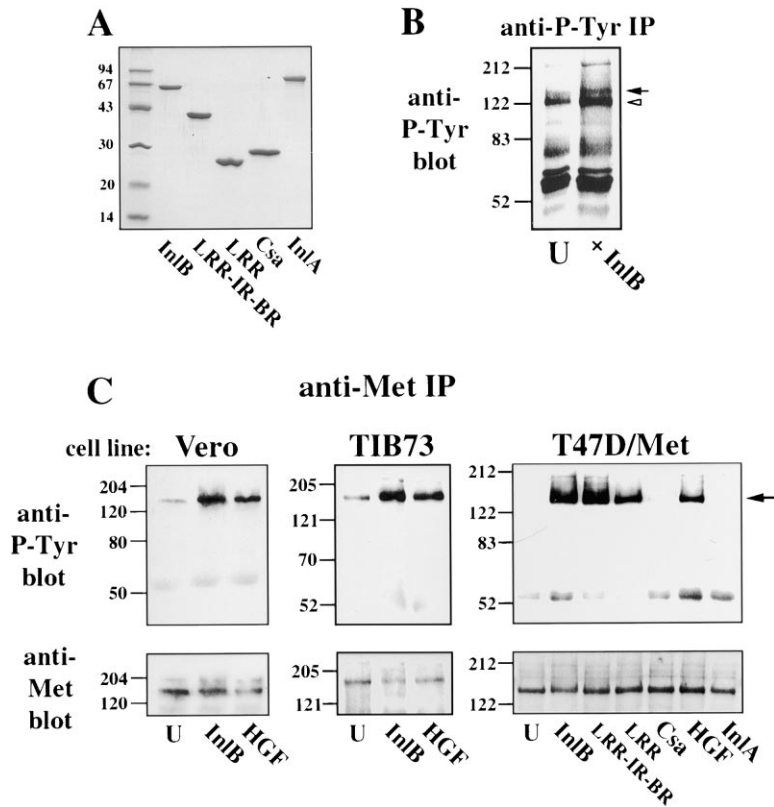 A
94
67
43
30
20
14
InlB
LRR-IR-BR
LRR
Csa
InlA
B
anti-P-Tyr IP
anti-
P-Tyr
blot
212
122
83
52
U
+ InlB
C
anti-Met IP
cell line:
Vero
TIB73
T47D/Met
anti-
P-Tyr
blot
204
120
80
50
205
121
70
52
212
122
83
52
anti-
Met
blot
204
120
205
121
212
122
U
InlB
HGF
U
InlB
HGF
U
InlB
LRR-IR-BR
LRR
Csa
HGF
InlA